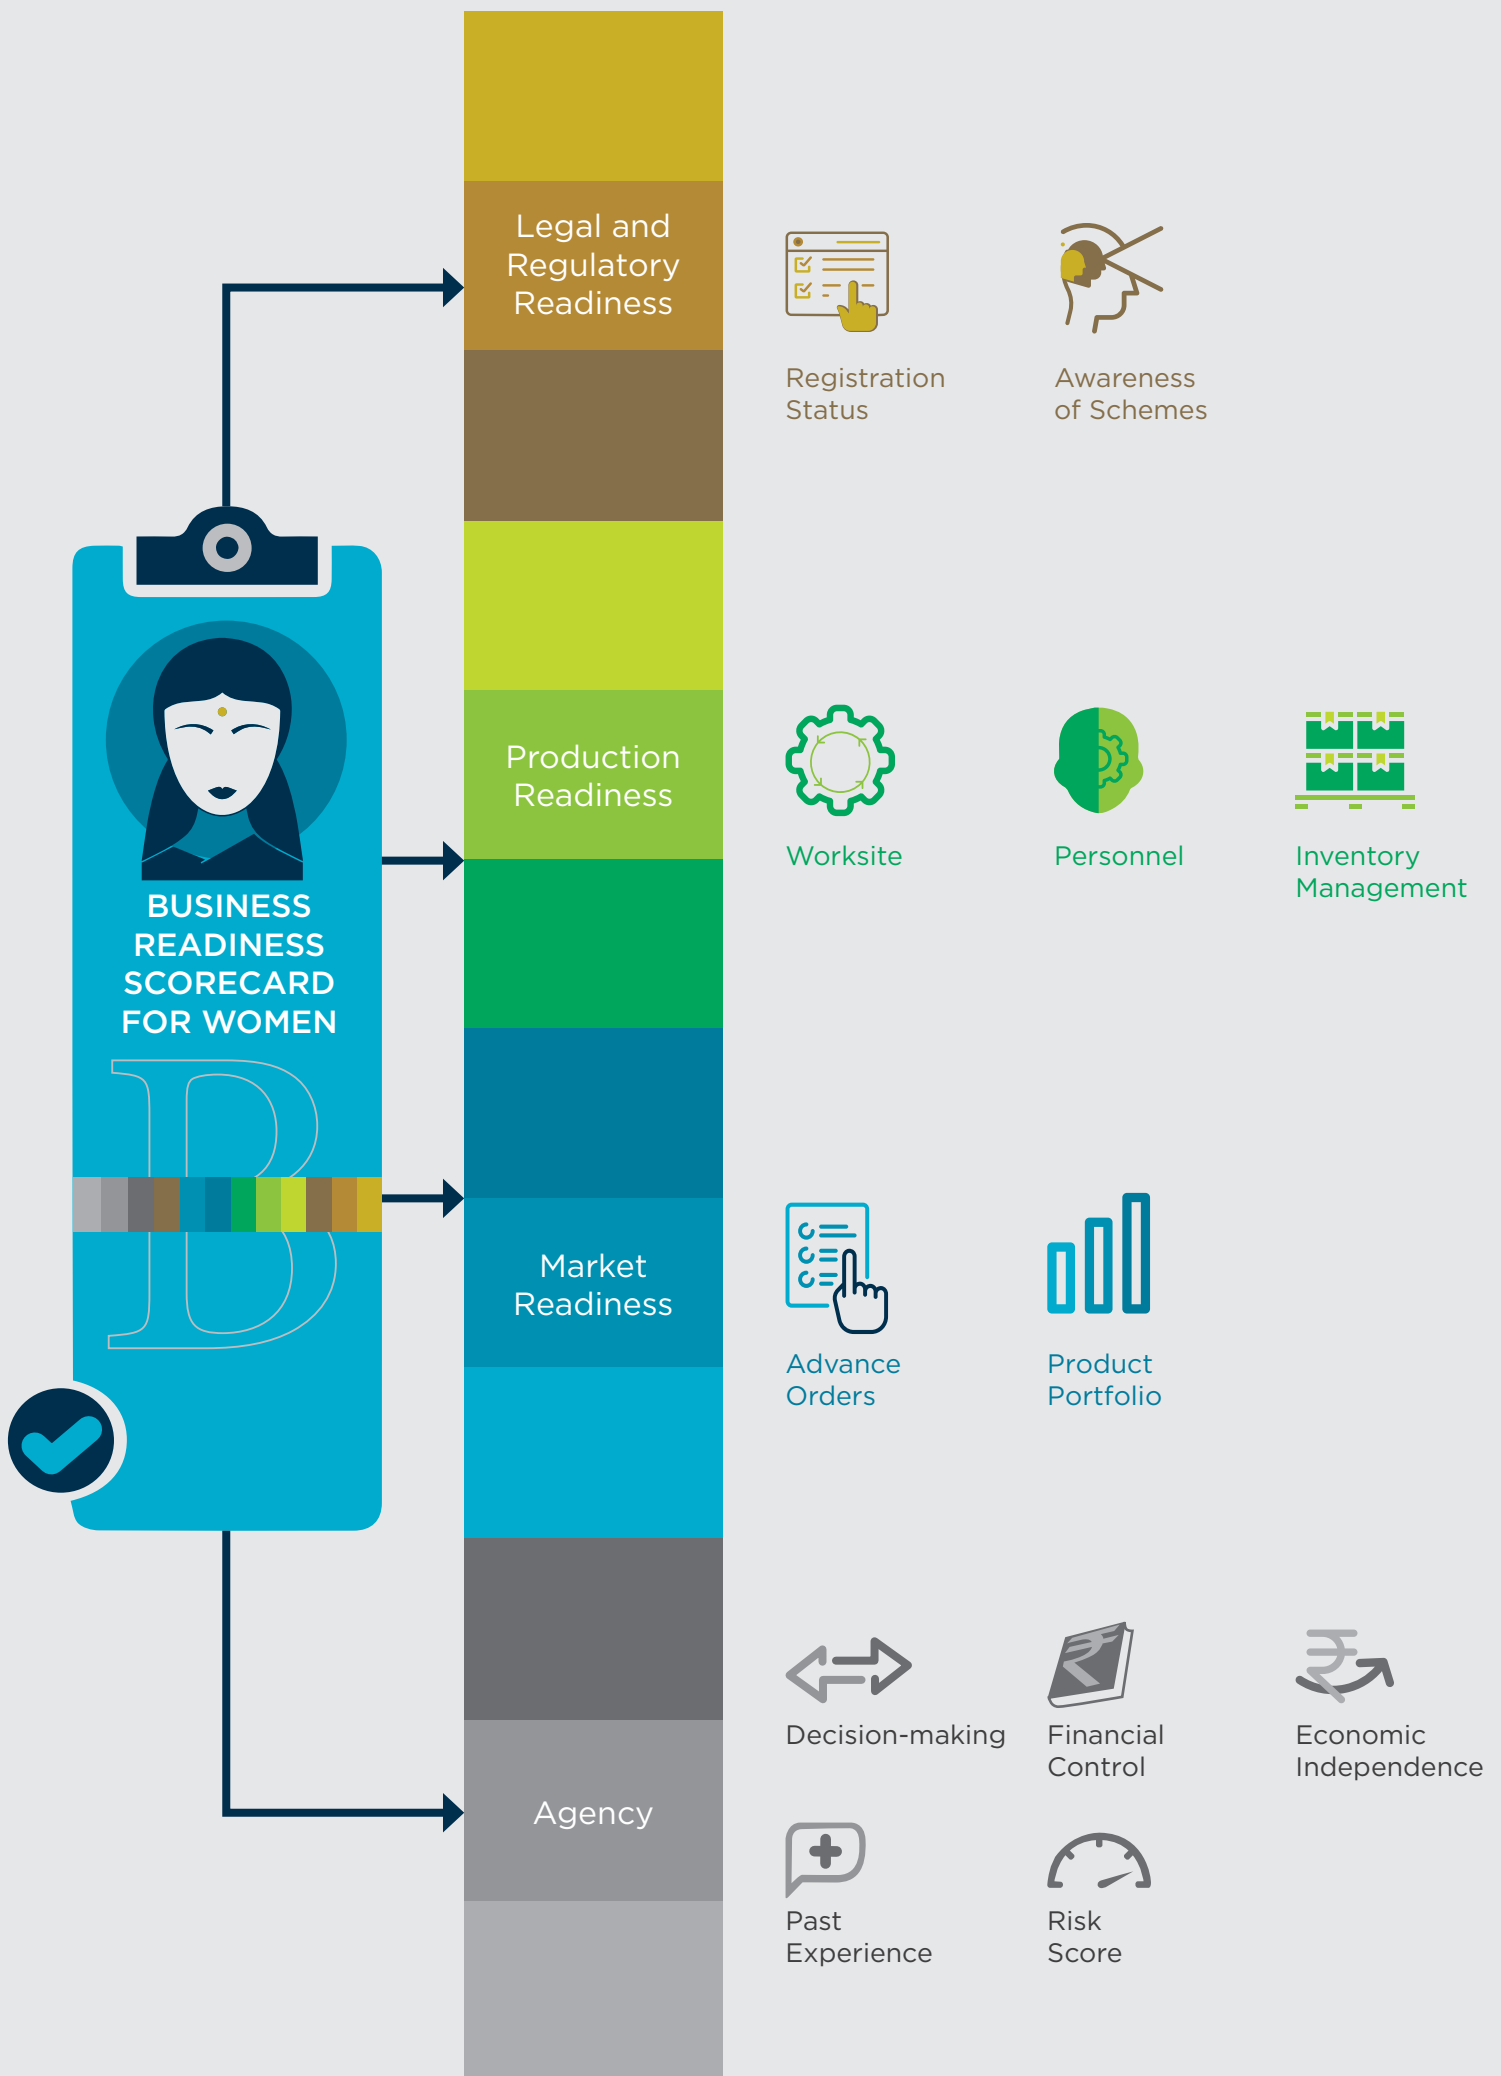 Legal and
Regulatory
Readiness
Registration
Status
Awareness
of Schemes
BUSINESS
READINESS
SCORECARD
FOR WOMEN
B
Production
Readiness
Worksite
Personnel
Inventory
Management
Market
Readiness
Advance
Orders
Product
Portfolio
Agency
Decision-making
Financial
Control
Economic
Independence
Past
Experience
Risk
Score